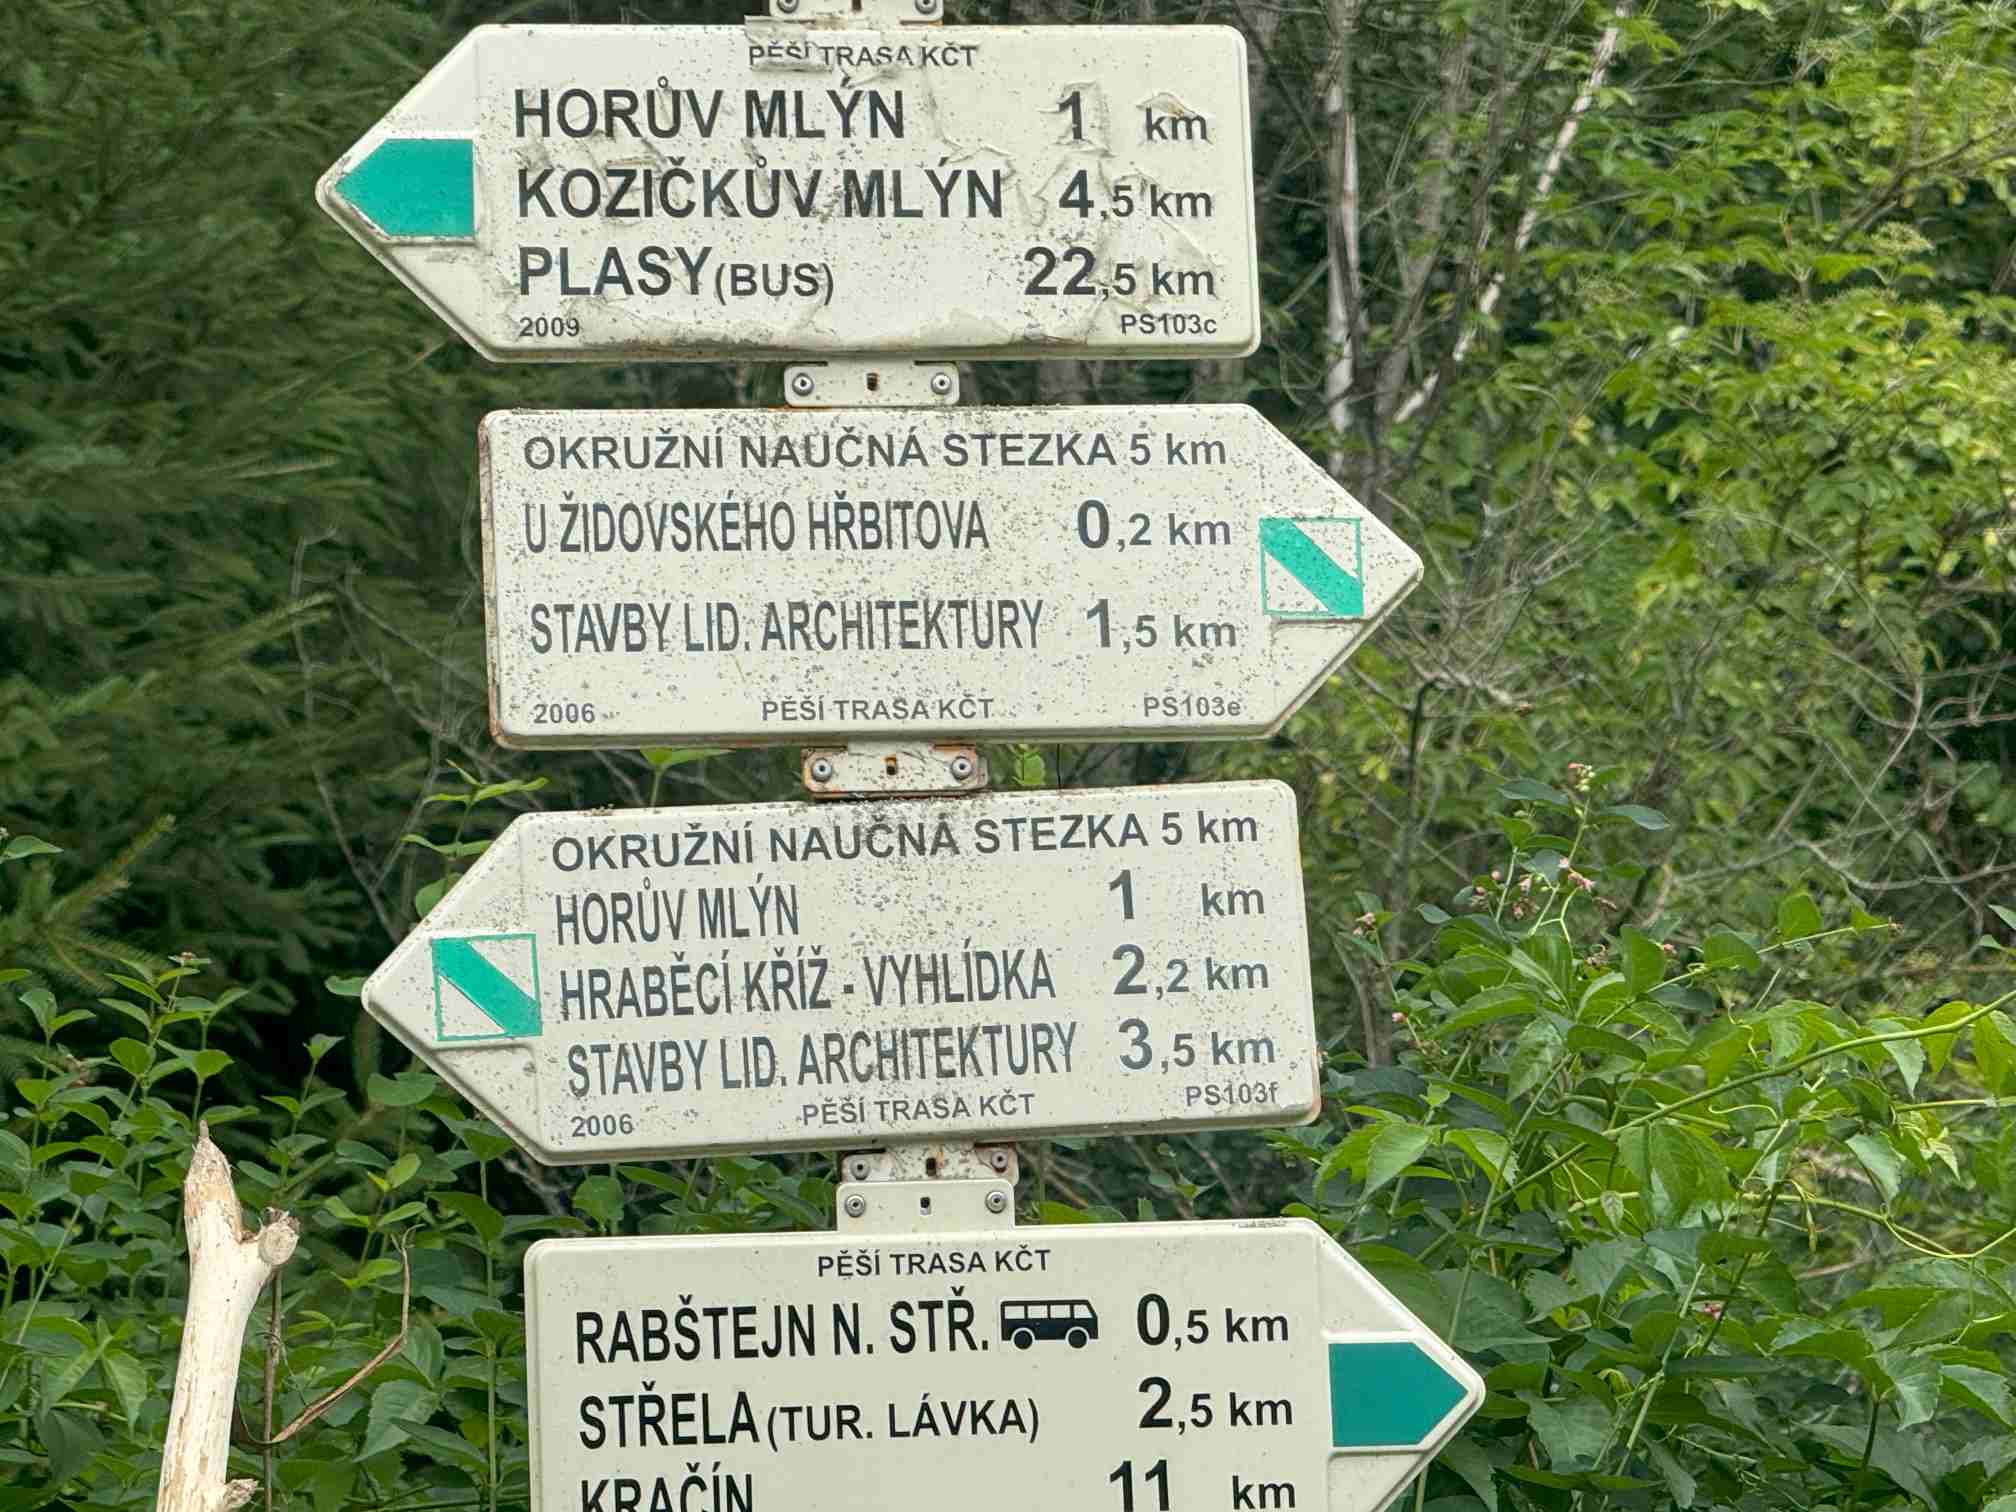 PĚŠÍ TRASA KČT
HORŮV MLÝN 1 km
KOZIČKŮV MLÝN 4,5 km
PLASY (BUS) 22,5 km
2009 PS103c
OKRUŽNÍ NAUČNÁ STEZKA 5 km
U ŽIDOVSKÉHO HŘBITOVA 0,2 km
STAVBY LID. ARCHITEKTURY 1,5 km
2006 PĚŠÍ TRASA KČT PS103e
OKRUŽNÍ NAUČNÁ STEZKA 5 km
HORŮV MLÝN 1 km
HRABĚCÍ KŘÍŽ - VYHLÍDKA 2,2 km
STAVBY LID. ARCHITEKTURY 3,5 km
2006 PĚŠÍ TRASA KČT PS103f
PĚŠÍ TRASA KČT
RABŠTEJN N. STŘ. 0,5 km
STŘELA (TUR. LÁVKA) 2,5 km
KRAČÍN 11 km